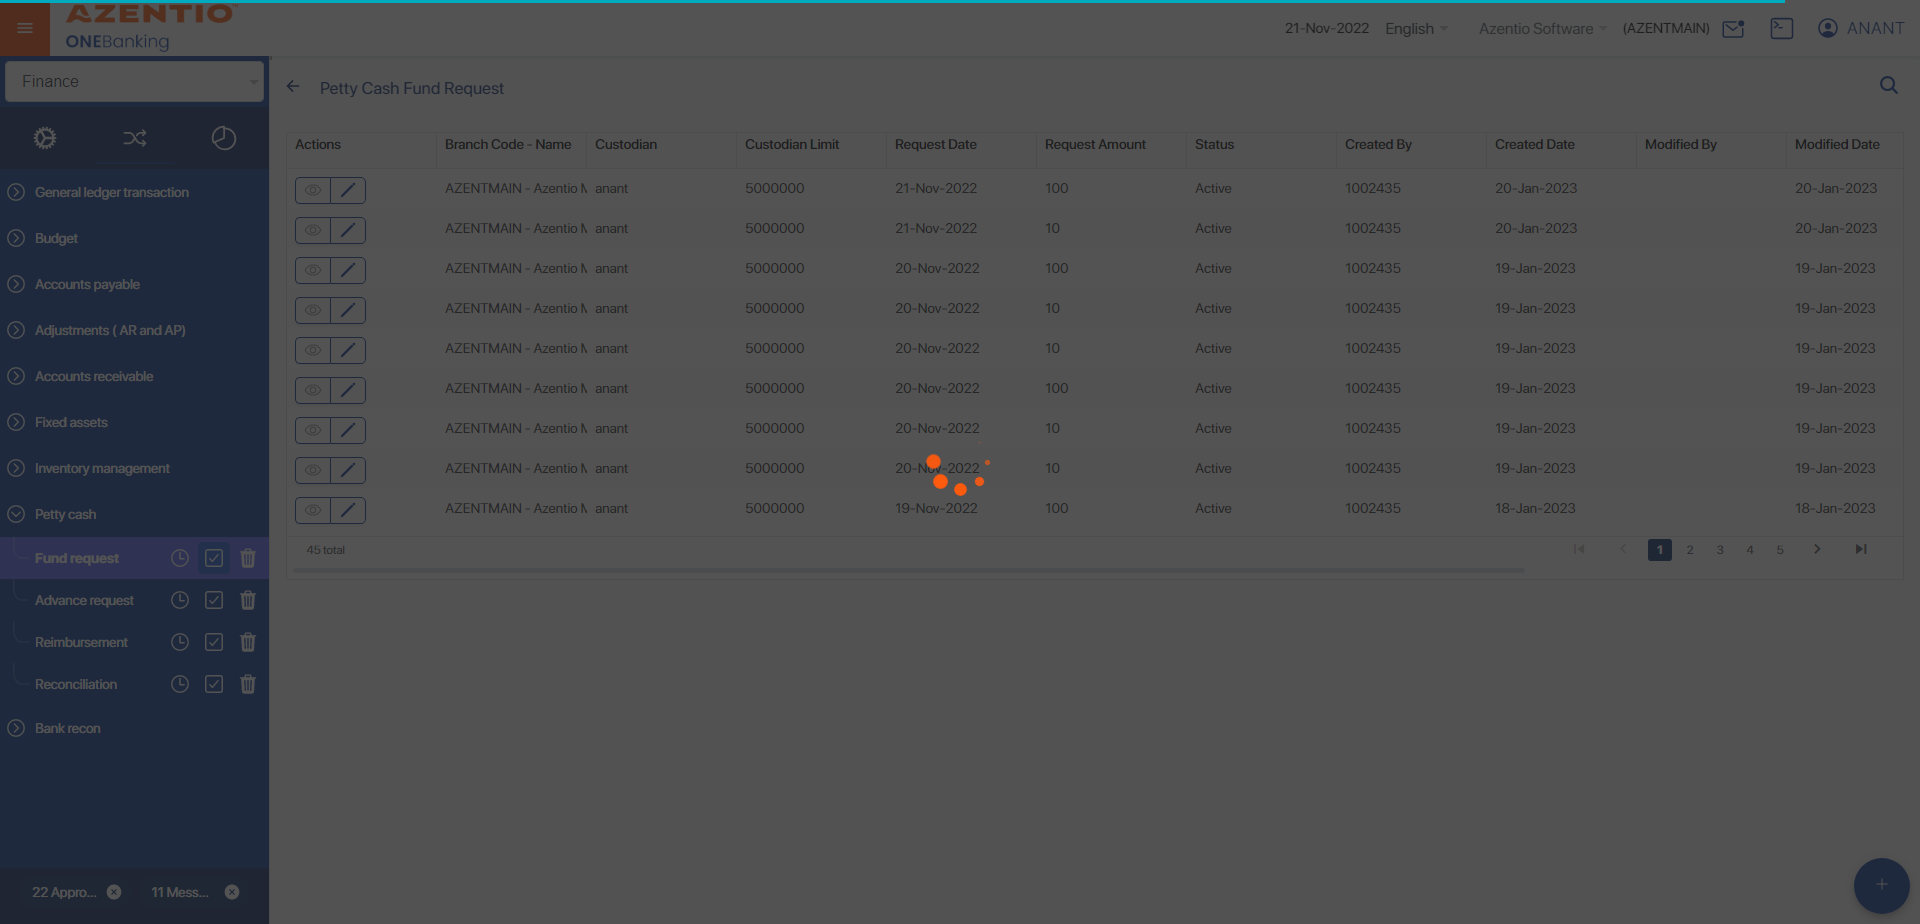 AZENTIO
ONEBanking
21-Nov-2022 English Azentio Software (AZENTMAIN) ANANT
Finance
Petty Cash Fund Request
General ledger transaction
Budget
Accounts payable
Adjustments ( AR and AP)
Accounts receivable
Fixed assets
Inventory management
Petty cash
Fund request
Advance request
Reimbursement
Reconciliation
Bank recon
22 Appro... 11 Mess...
Actions Branch Code - Name Custodian Custodian Limit Request Date Request Amount Status Created By Created Date Modified By Modified Date
AZENTMAIN - Azentio M anant 5000000 21-Nov-2022 100 Active 1002435 20-Jan-2023 20-Jan-2023
AZENTMAIN - Azentio M anant 5000000 21-Nov-2022 10 Active 1002435 20-Jan-2023 20-Jan-2023
AZENTMAIN - Azentio M anant 5000000 20-Nov-2022 100 Active 1002435 19-Jan-2023 19-Jan-2023
AZENTMAIN - Azentio M anant 5000000 20-Nov-2022 10 Active 1002435 19-Jan-2023 19-Jan-2023
AZENTMAIN - Azentio M anant 5000000 20-Nov-2022 10 Active 1002435 19-Jan-2023 19-Jan-2023
AZENTMAIN - Azentio M anant 5000000 20-Nov-2022 100 Active 1002435 19-Jan-2023 19-Jan-2023
AZENTMAIN - Azentio M anant 5000000 20-Nov-2022 10 Active 1002435 19-Jan-2023 19-Jan-2023
AZENTMAIN - Azentio M anant 5000000 20-Nov-2022 10 Active 1002435 19-Jan-2023 19-Jan-2023
AZENTMAIN - Azentio M anant 5000000 19-Nov-2022 100 Active 1002435 18-Jan-2023 18-Jan-2023
45 total 1 2 3 4 5